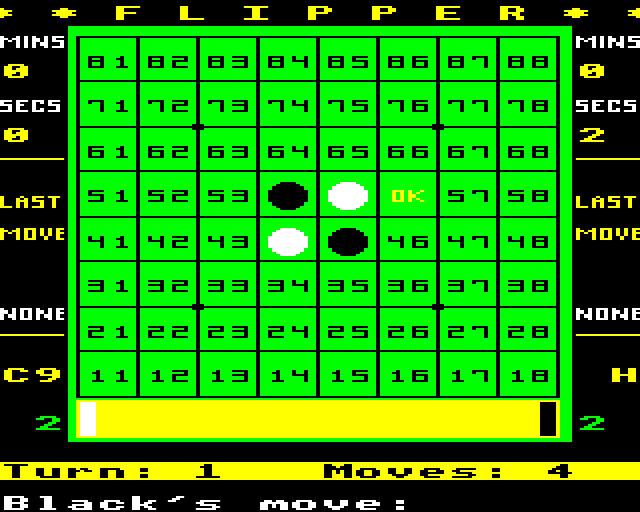 * * F L I P P E R * *
MINS MINS
0 0
81 82 83 84 85 86 87 88
SECS 71 72 73 74 75 76 77 78 SECS
0 2
61 62 63 64 65 66 67 68
LAST 51 52 53 OK 57 58 LAST
MOVE 41 42 43 46 47 48 MOVE
NONE 31 32 33 34 35 36 37 38 NONE
21 22 23 24 25 26 27 28
C9 11 12 13 14 15 16 17 18 H
2 2
Turn: 1 Moves: 4
Black's move: